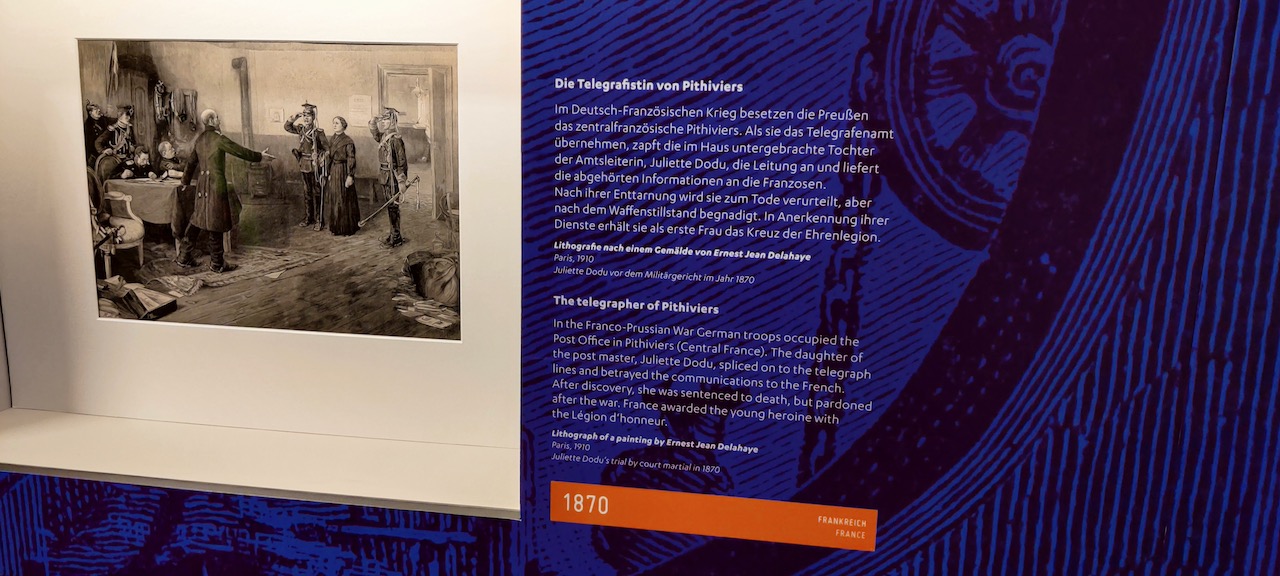 Die Telegrafistin von Pithiviers
Im Deutsch-Französischen Krieg besetzen die Preußen
das zentralfranzösische Pithiviers. Als sie das Telegrafenamt
übernehmen, zapft die im Haus untergebrachte Tochter
der Amtsleiterin, Juliette Dodu, die Leitung an und liefert
die abgehörten Informationen an die Franzosen.
Nach ihrer Enttarnung wird sie zum Tode verurteilt, aber
nach dem Waffenstillstand begnadigt. In Anerkennung ihrer
Dienste erhält sie als erste Frau das Kreuz der Ehrenlegion.
Lithografie nach einem Gemälde von Ernest Jean Delahaye
Paris, 1910
Juliette Dodu vor dem Militärgericht im Jahr 1870
The telegrapher of Pithiviers
In the Franco-Prussian War German troops occupied the
Post Office in Pithiviers (Central France). The daughter of
the post master, Juliette Dodu, spliced on to the telegraph
lines and betrayed the communications to the French.
After discovery, she was sentenced to death, but pardoned
after the war. France awarded the young heroine with
the Légion d'honneur.
Lithograph of a painting by Ernest Jean Delahaye
Paris, 1910
Juliette Dodu's trial by court martial in 1870
1870
FRANKREICH
FRANCE